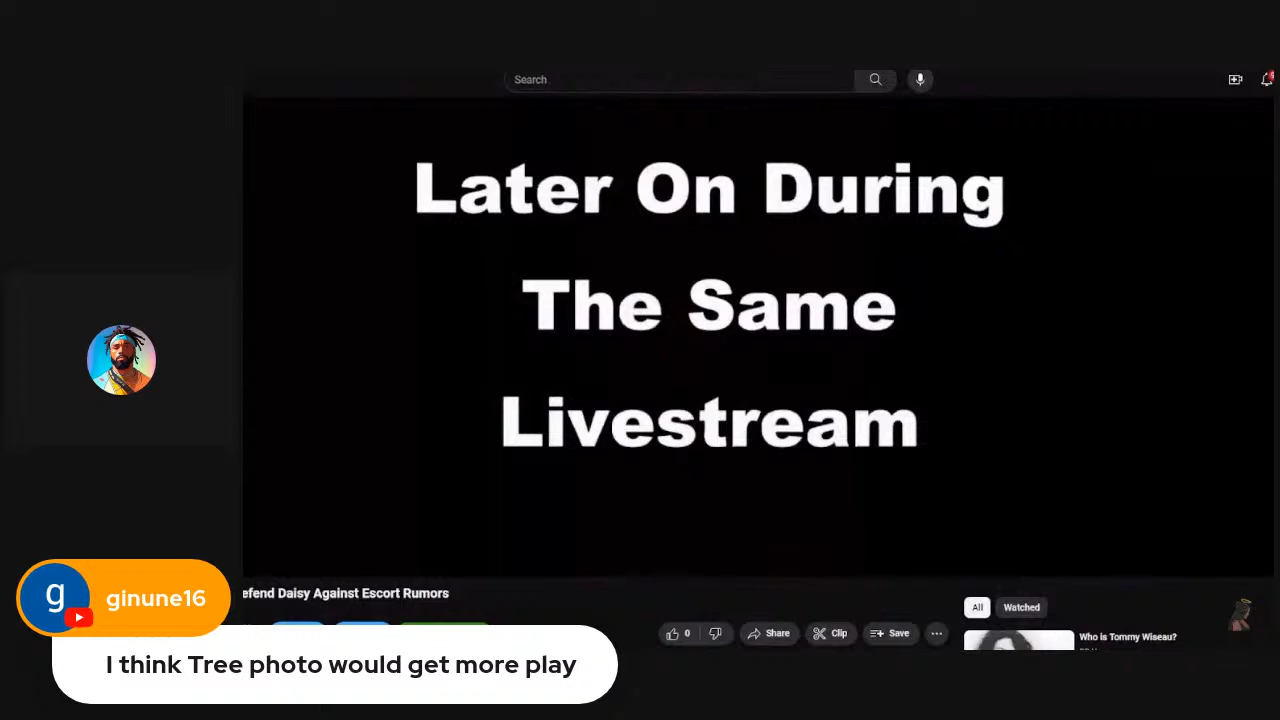 Search
Later On During
The Same
Livestream
efend Daisy Against Escort Rumors
0
Share
Clip
Save
All
Watched
Who is Tommy Wiseau?
g
ginune16
I think Tree photo would get more play